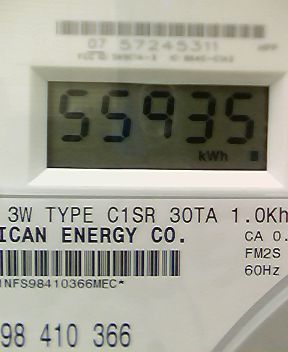 07 57245311
55935
kWh
3W TYPE C1SR 30TA 1.0Kh
ICAN ENERGY CO.
CA 0.
FM2S
60Hz
NFS98410366MEC*
98 410 366